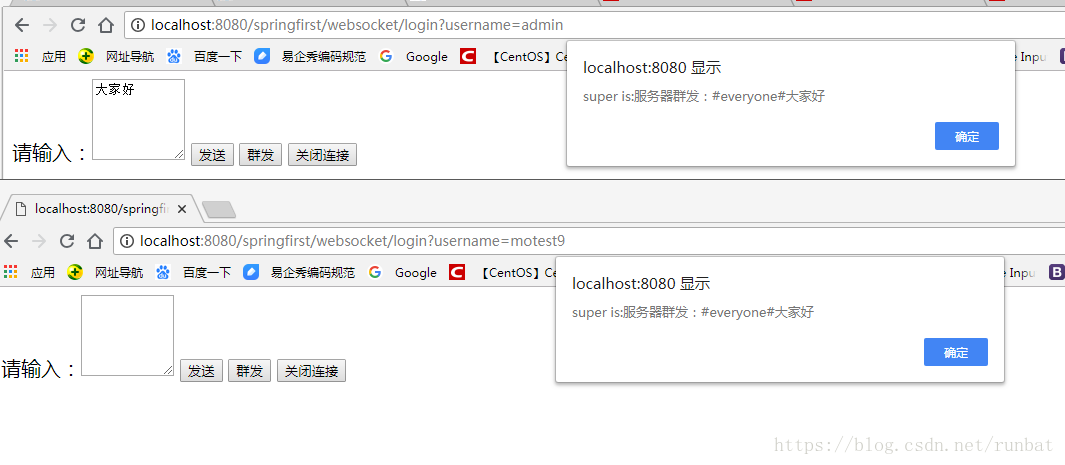 localhost:8080/springfirst/websocket/login?username=admin
应用 网址导航 百度一下 易企秀编码规范 Google 【CentOS】
localhost:8080 显示
super is:服务器群发：#everyone#大家好
确定
大家好
请输入： 发送 群发 关闭连接
localhost:8080/springfi
localhost:8080/springfirst/websocket/login?username=motest9
应用 网址导航 百度一下 易企秀编码规范 Google 【CentOS】
localhost:8080 显示
super is:服务器群发：#everyone#大家好
确定
请输入： 发送 群发 关闭连接
https://blog.csdn.net/runbat